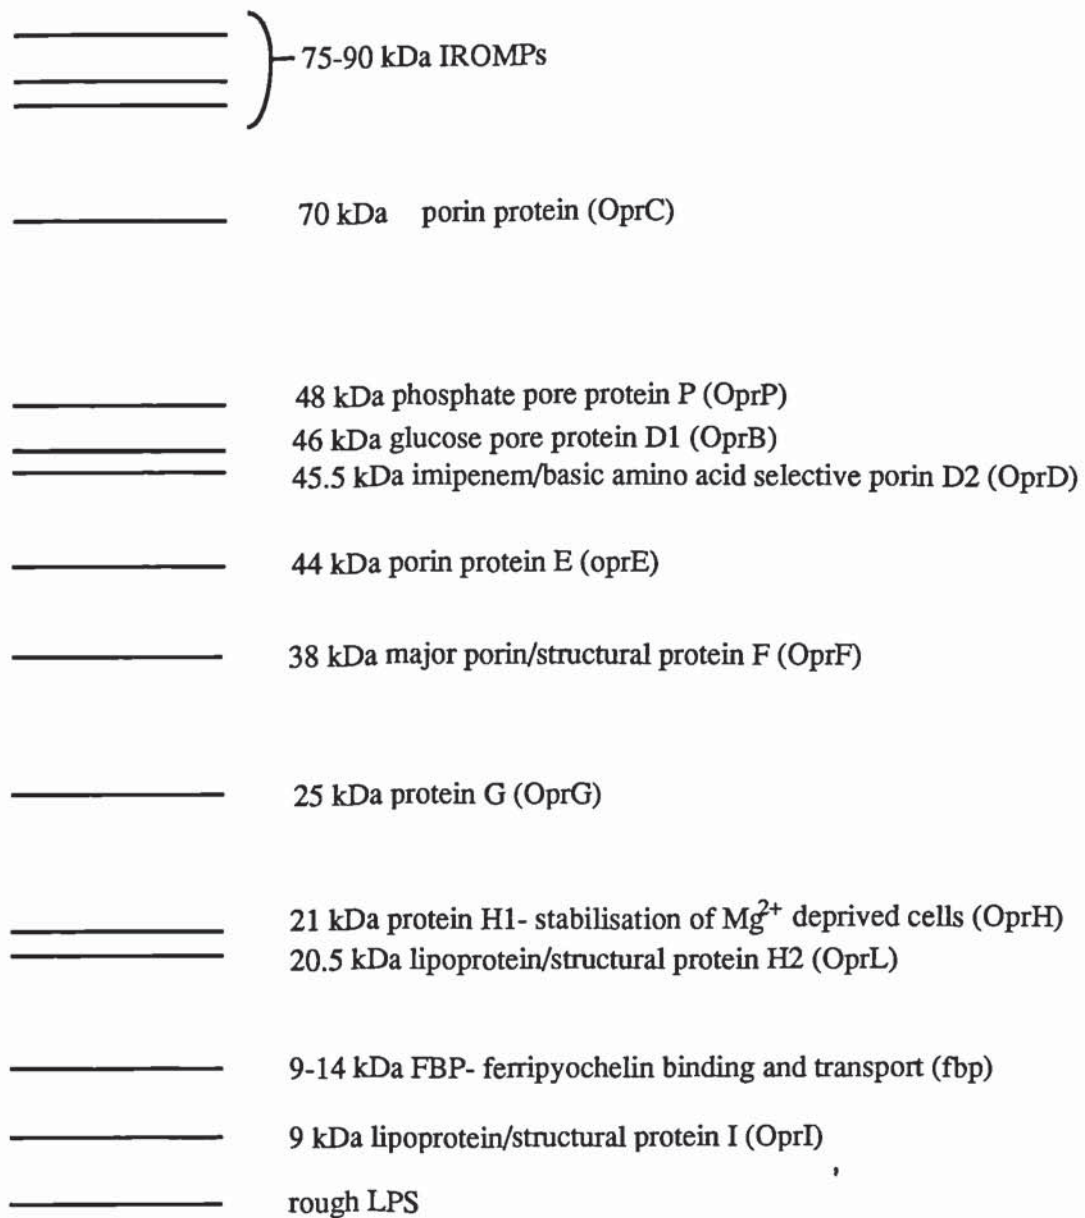 75-90 kDa IROMPs
70 kDa porin protein (OprC)
48 kDa phosphate pore protein P (OprP)
46 kDa glucose pore protein D1 (OprB)
45.5 kDa imipenem/basic amino acid selective porin D2 (OprD)
44 kDa porin protein E (oprE)
38 kDa major porin/structural protein F (OprF)
25 kDa protein G (OprG)
21 kDa protein H1- stabilisation of Mg²⁺ deprived cells (OprH)
20.5 kDa lipoprotein/structural protein H2 (OprL)
9-14 kDa FBP- ferripyochelin binding and transport (fbp)
9 kDa lipoprotein/structural protein I (OprI)
rough LPS